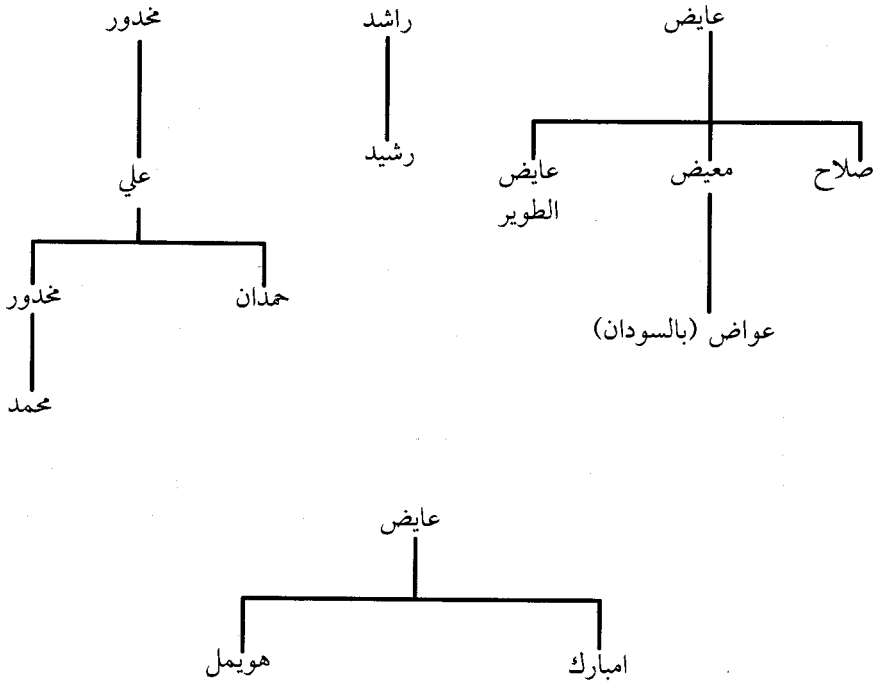 عايض
راشد
مخدور
صلاح
معيض
عايض
الطوير
رشيد
علي
عواض (بالسودان)
حمدان
مخدور
محمد
عايض
امبارك
هويمل